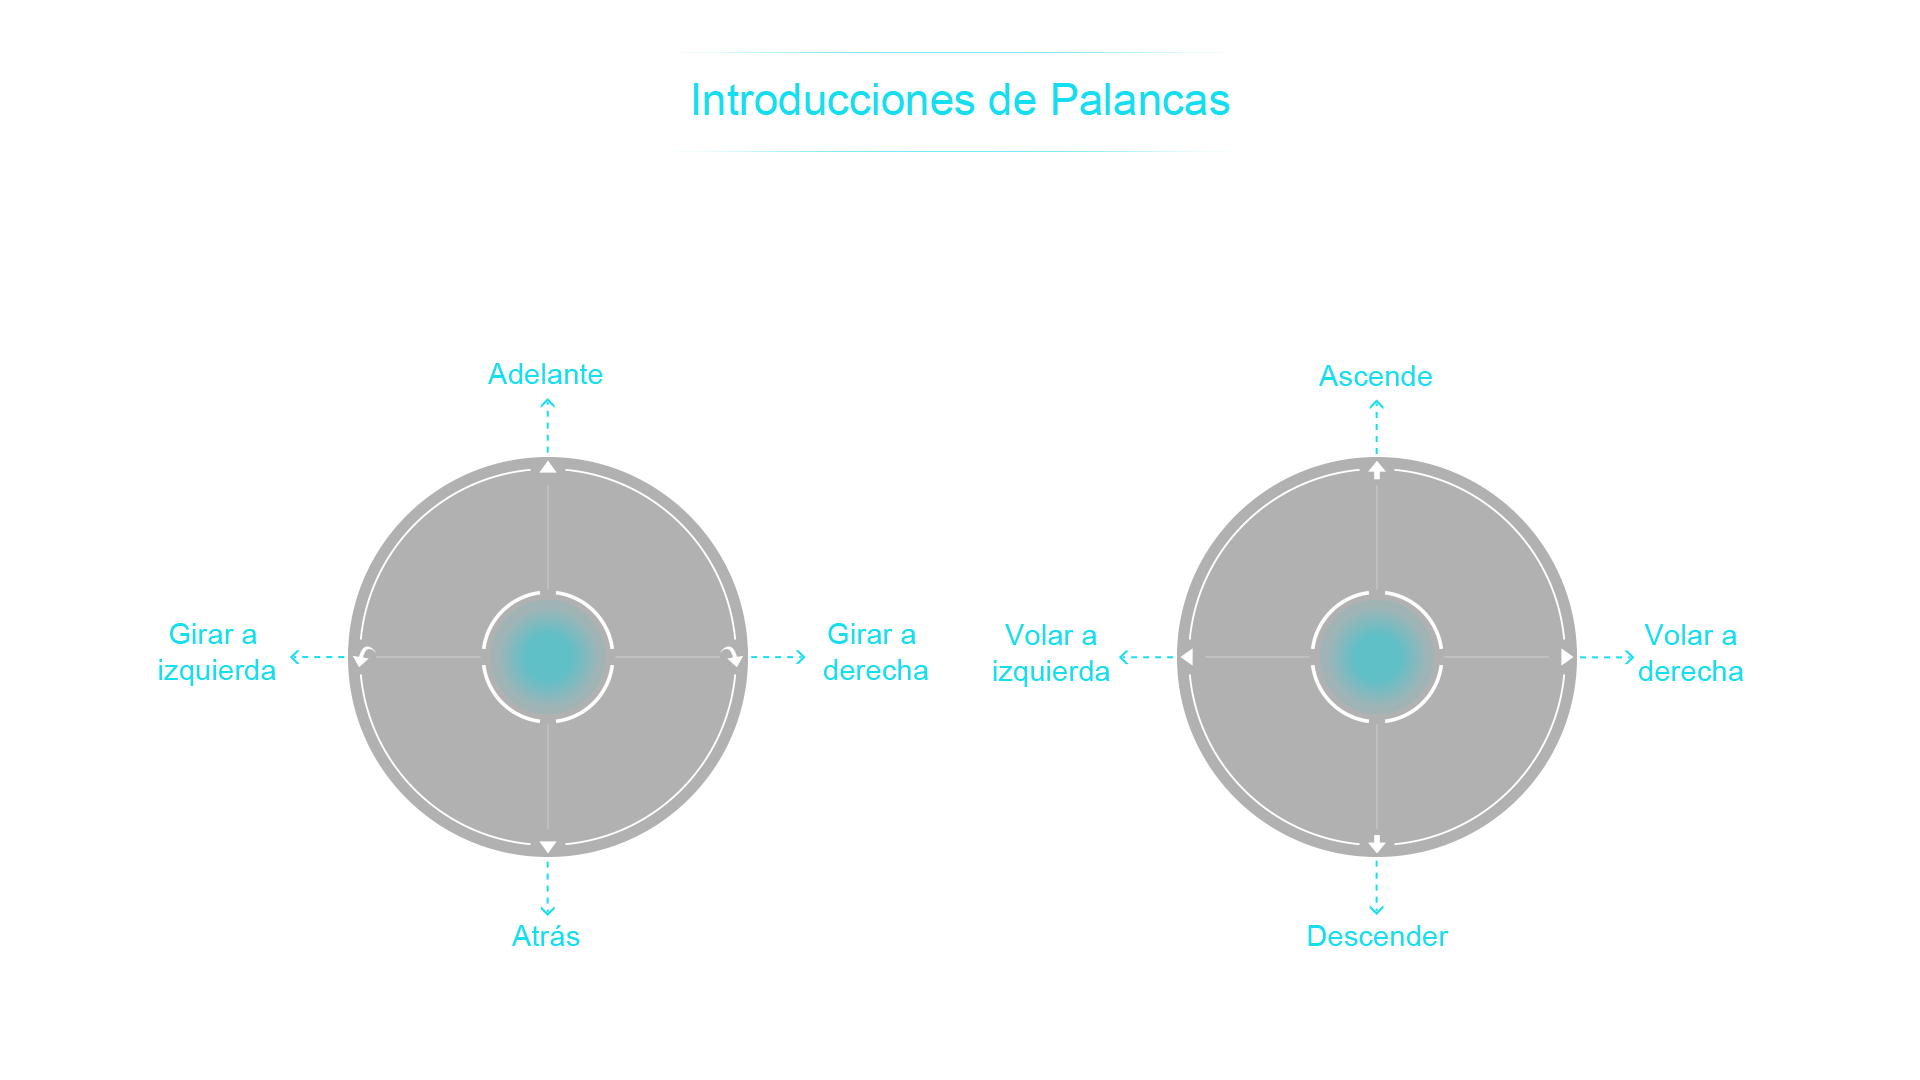 Introducciones de Palancas
Adelante
Girar a
izquierda
Girar a
derecha
Atrás
Ascende
Volar a
izquierda
Volar a
derecha
Descender